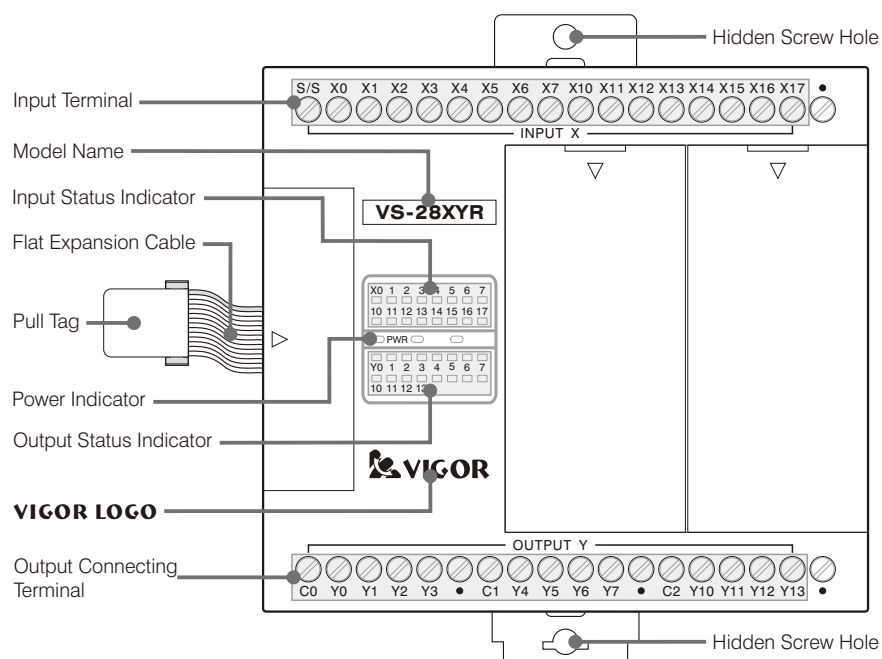 Hidden Screw Hole
S/S X0 X1 X2 X3 X4 X5 X6 X7 X10 X11 X12 X13 X14 X15 X16 X17 •
INPUT X
Input Terminal
Model Name
VS-28XYR
Input Status Indicator
Flat Expansion Cable
X0 1 2 3 4 5 6 7
10 11 12 13 14 15 16 17
Pull Tag
PWR
Y0 1 2 3 4 5 6 7
10 11 12 13
Power Indicator
Output Status Indicator
VIGOR
VIGOR LOGO
OUTPUT Y
Output Connecting
Terminal
C0 Y0 Y1 Y2 Y3 • C1 Y4 Y5 Y6 Y7 • C2 Y10 Y11 Y12 Y13 •
Hidden Screw Hole